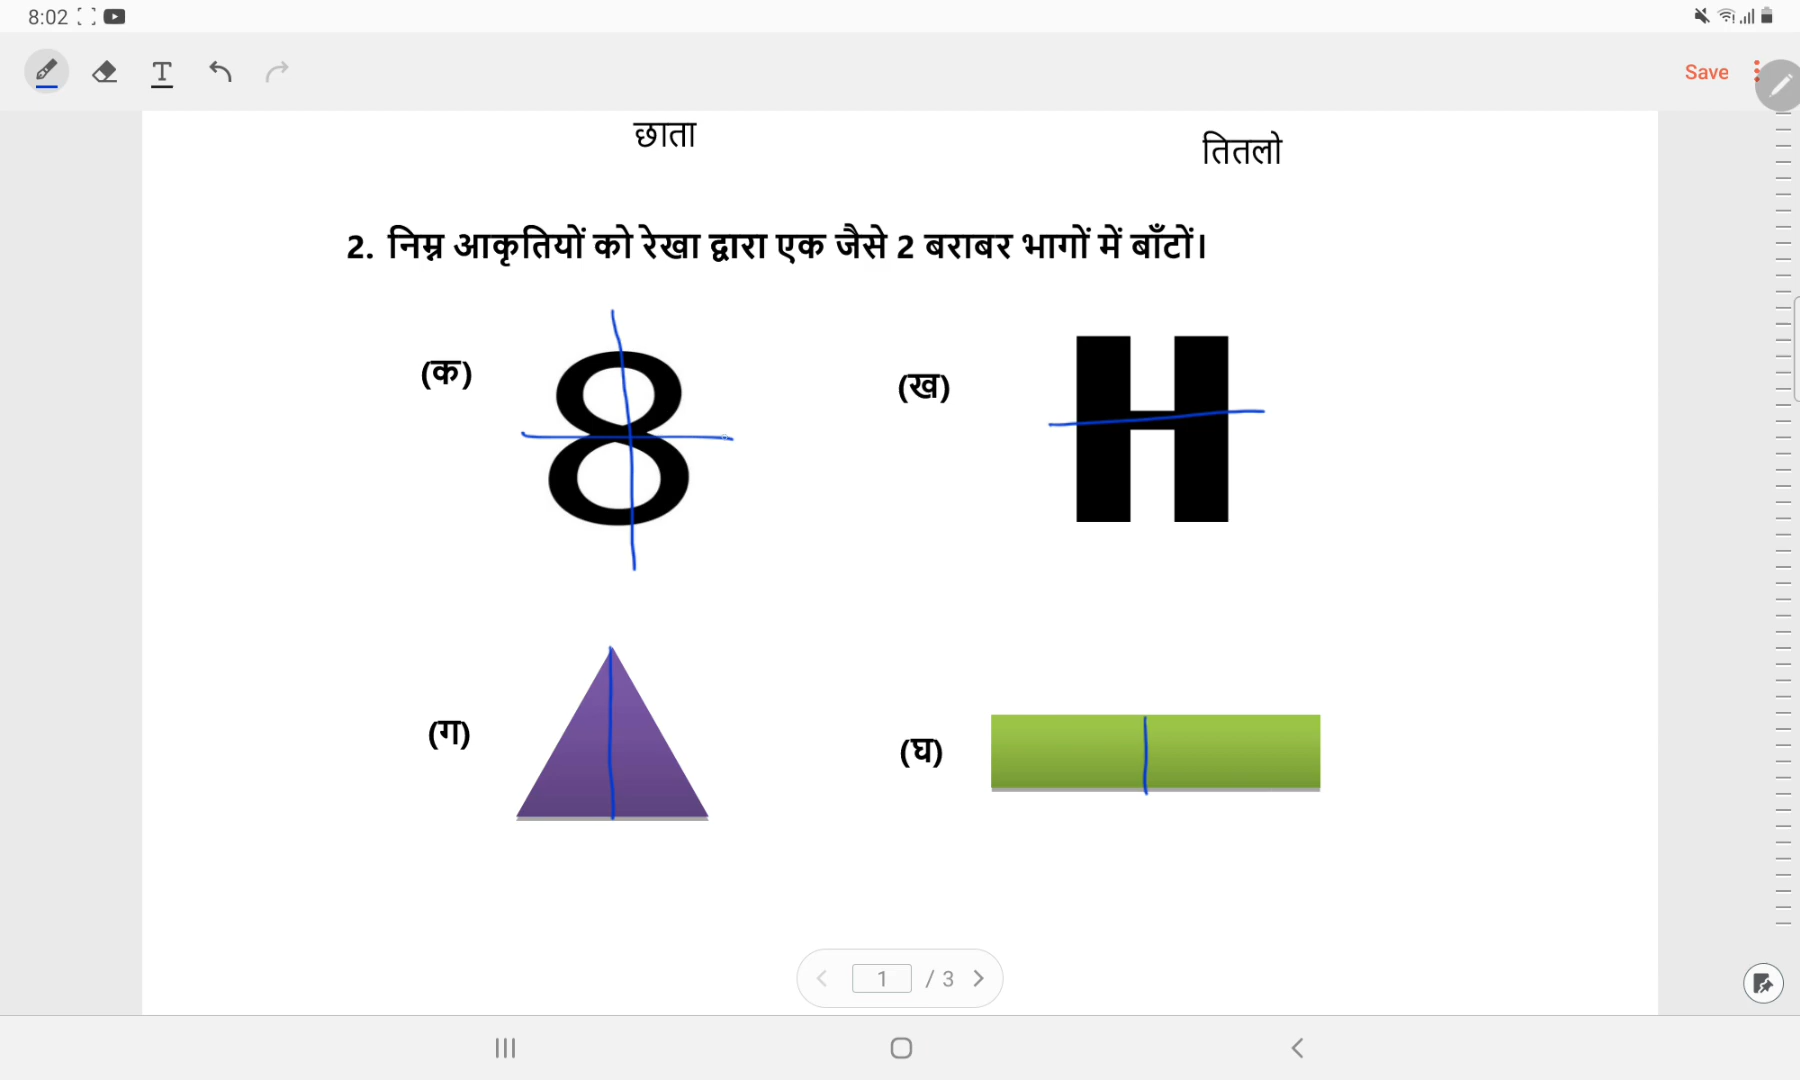 8:02
Save
छाता
तितलो
2. निम्न आकृतियों को रेखा द्वारा एक जैसे 2 बराबर भागों में बाँटों।
(क) 8
(ख) H
(ग)
(घ)
1 / 3